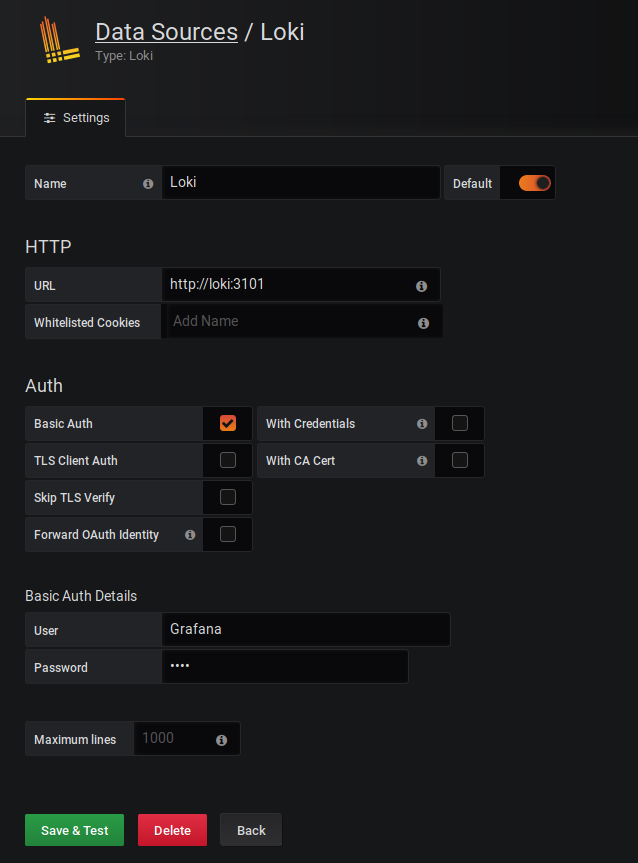 Data Sources / Loki
Type: Loki
Settings
Name Loki Default
HTTP
URL http://loki:3101
Whitelisted Cookies Add Name
Auth
Basic Auth With Credentials
TLS Client Auth With CA Cert
Skip TLS Verify
Forward OAuth Identity
Basic Auth Details
User Grafana
Password ••••
Maximum lines 1000
Save & Test Delete Back